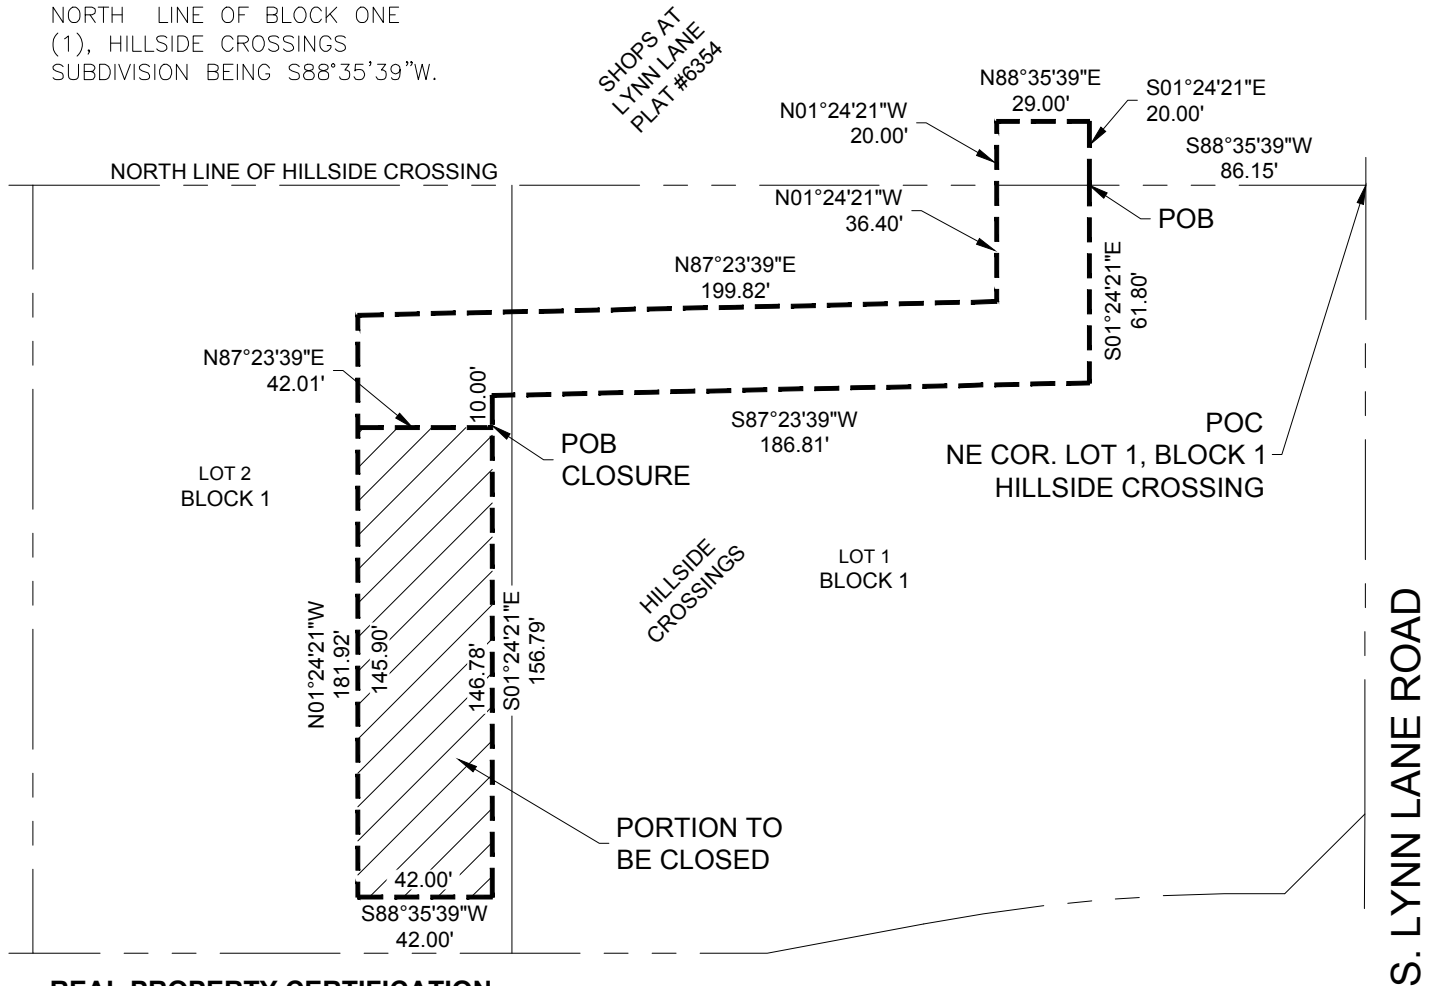 NORTH LINE OF BLOCK ONE
(1), HILLSIDE CROSSINGS
SUBDIVISION BEING S88°35'39"W.
SHOPS AT
LYNN LANE
PLAT #6354
N88°35'39"E
29.00'
S01°24'21"E
20.00'
N01°24'21"W
20.00'
S88°35'39"W
86.15'
NORTH LINE OF HILLSIDE CROSSING
N01°24'21"W
36.40'
POB
N87°23'39"E
199.82'
S01°24'21"E
61.80'
N87°23'39"E
42.01'
10.00'
S87°23'39"W
186.81'
POB
CLOSURE
POC
NE COR. LOT 1, BLOCK 1
HILLSIDE CROSSING
LOT 2
BLOCK 1
HILLSIDE
CROSSINGS
LOT 1
BLOCK 1
N01°24'21"W
181.92'
145.90'
146.78'
S01°24'21"E
156.79'
PORTION TO
BE CLOSED
42.00'
S88°35'39"W
42.00'
S. LYNN LANE ROAD
REAL PROPERTY CERTIFICATION